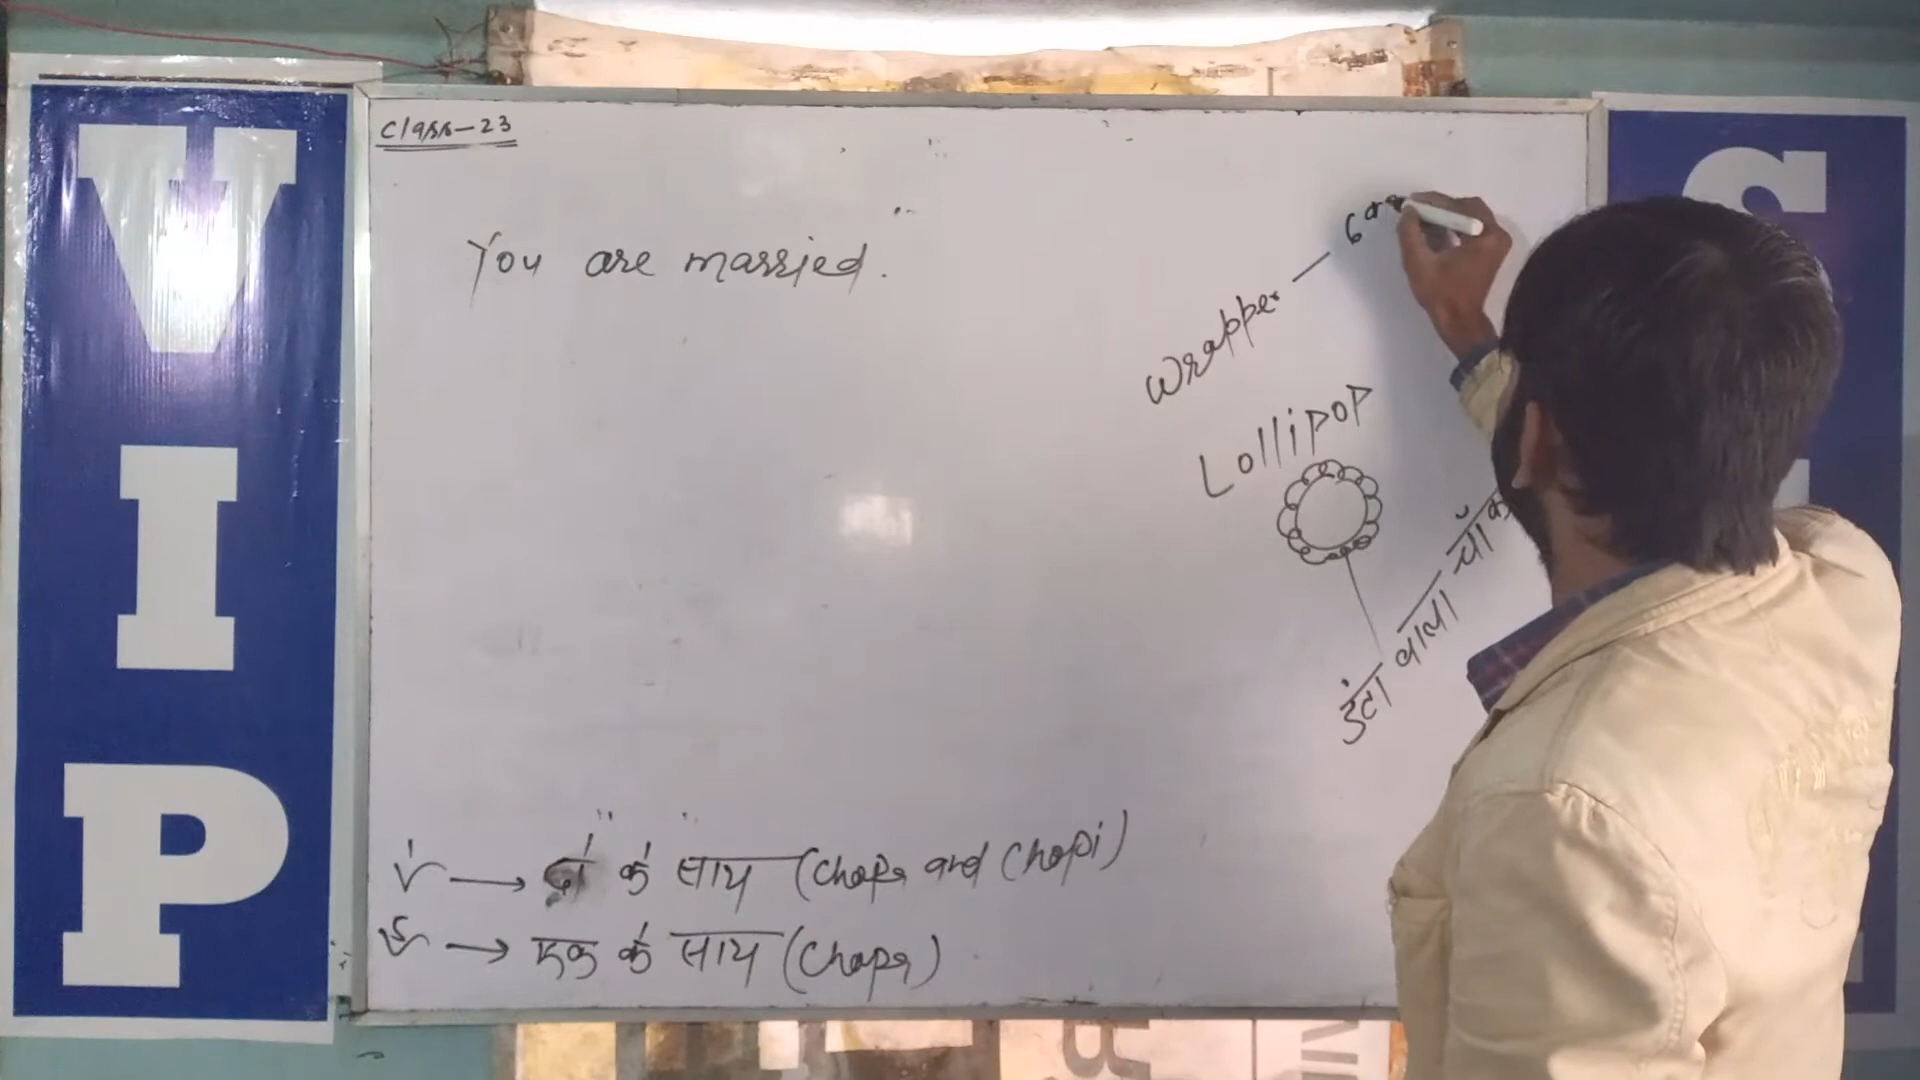 VIP
Class-23
You are married.
Wrapper —
Lollipop
डंटा वाला चॉक
→ के साथ (Chapa and Chapi)
→ एक के साथ (Chapa)